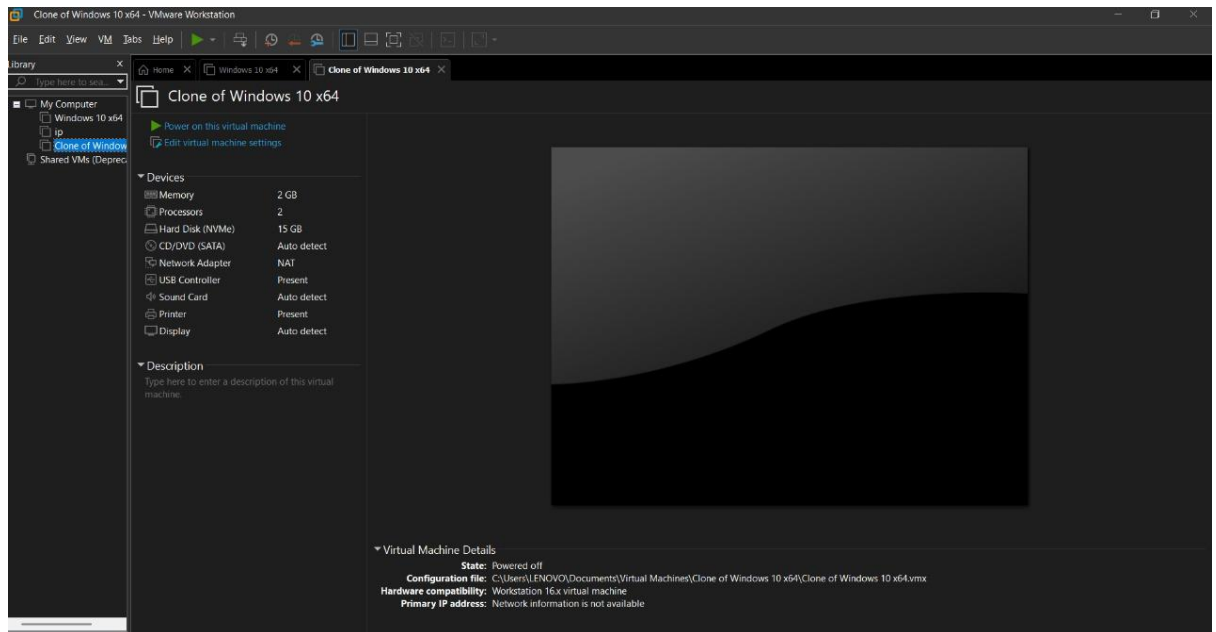 Clone of Windows 10 x64 - VMware Workstation
File Edit View VM Tabs Help
Library X
Type here to sea...
My Computer
Windows 10 x64
ip
Clone of Window
Shared VMs (Depreca
Home X Windows 10 x64 X Clone of Windows 10 x64 X
Clone of Windows 10 x64
Power on this virtual machine
Edit virtual machine settings
Devices
Memory 2 GB
Processors 2
Hard Disk (NVMe) 15 GB
CD/DVD (SATA) Auto detect
Network Adapter NAT
USB Controller Present
Sound Card Auto detect
Printer Present
Display Auto detect
Description
Type here to enter a description of this virtual
machine.
Virtual Machine Details
State: Powered off
Configuration file: C:\Users\LENOVO\Documents\Virtual Machines\Clone of Windows 10 x64\Clone of Windows 10 x64.vmx
Hardware compatibility: Workstation 16.x virtual machine
Primary IP address: Network information is not available